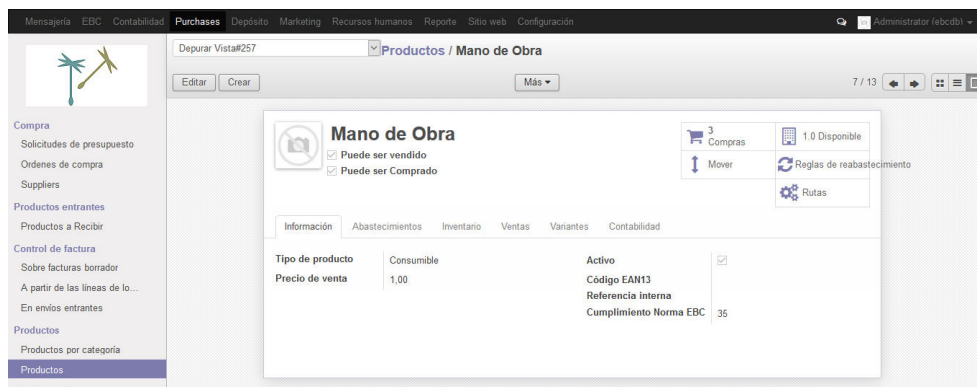 Mensajería EBC Contabilidad Purchases Depósito Marketing Recursos humanos Reporte Sitio web Configuración Administrator (ebcdb)
Depurar Vista#257 Productos / Mano de Obra
Editar Crear Más 7 / 13
Compra
Solicitudes de presupuesto
Ordenes de compra
Suppliers
Productos entrantes
Productos a Recibir
Control de factura
Sobre facturas borrador
A partir de las líneas de lo...
En envíos entrantes
Productos
Productos por categoría
Productos
Mano de Obra
Puede ser vendido
Puede ser Comprado
3 Compras
1.0 Disponible
Mover
Reglas de reabastecimiento
Rutas
Información Abastecimientos Inventario Ventas Variantes Contabilidad
Tipo de producto Consumible
Precio de venta 1,00
Activo
Código EAN13
Referencia interna
Cumplimiento Norma EBC 35